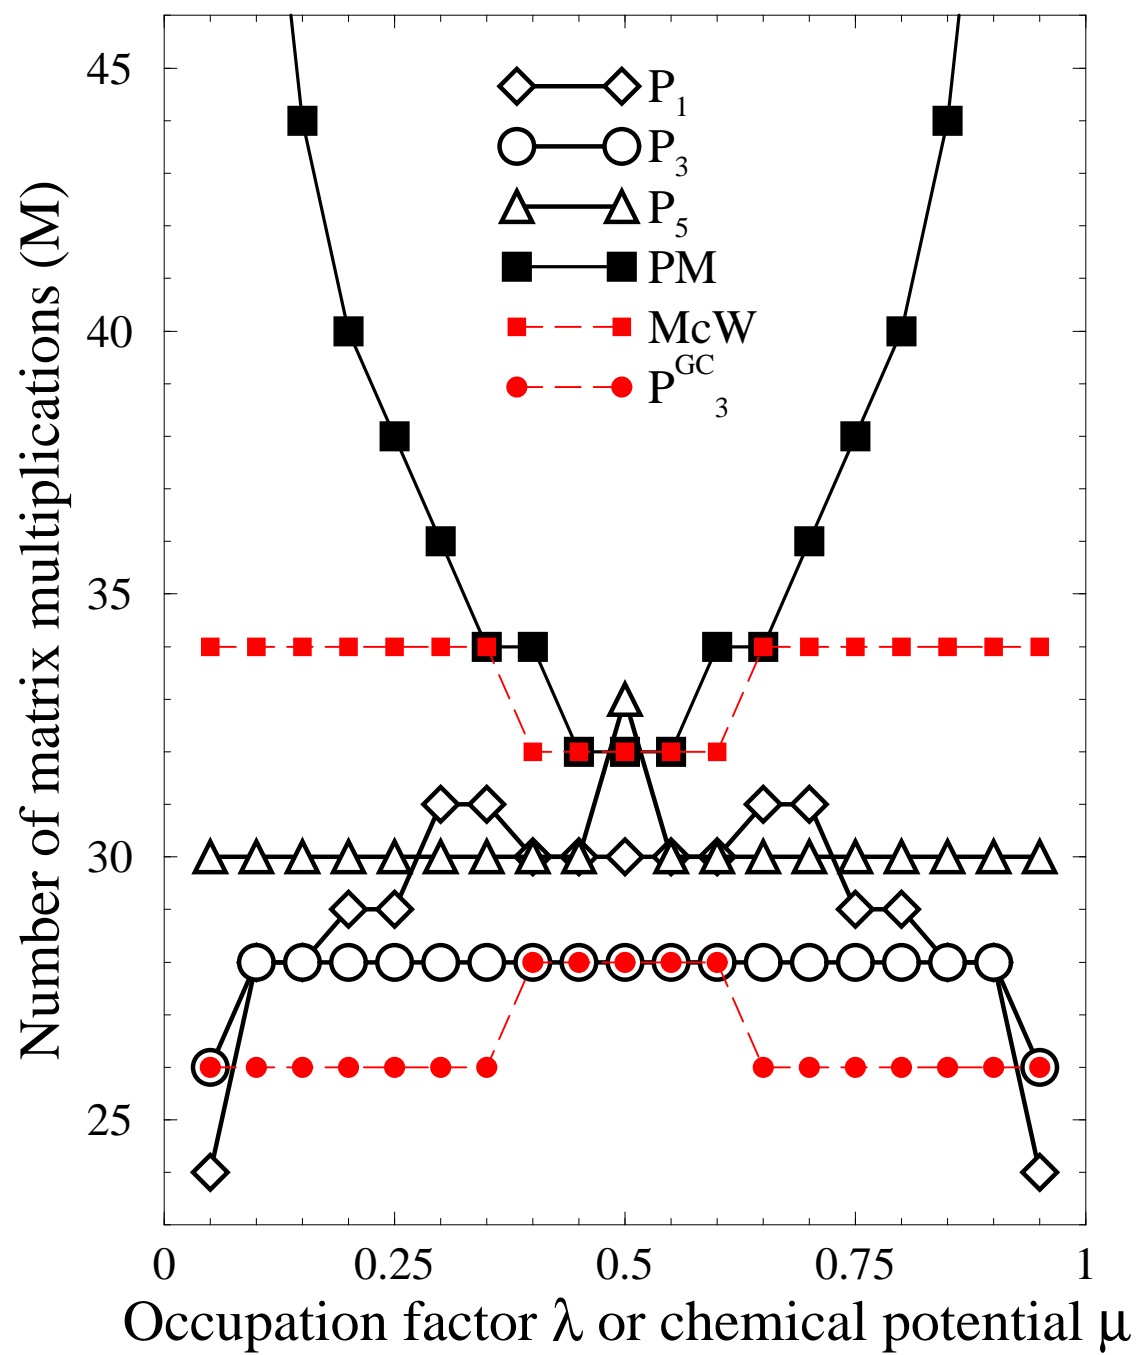 45
40
35
30
25
P₁
P₃
P₅
PM
McW
P^GC_3
Number of matrix multiplications (M)
0 0.25 0.5 0.75 1
Occupation factor λ or chemical potential μ